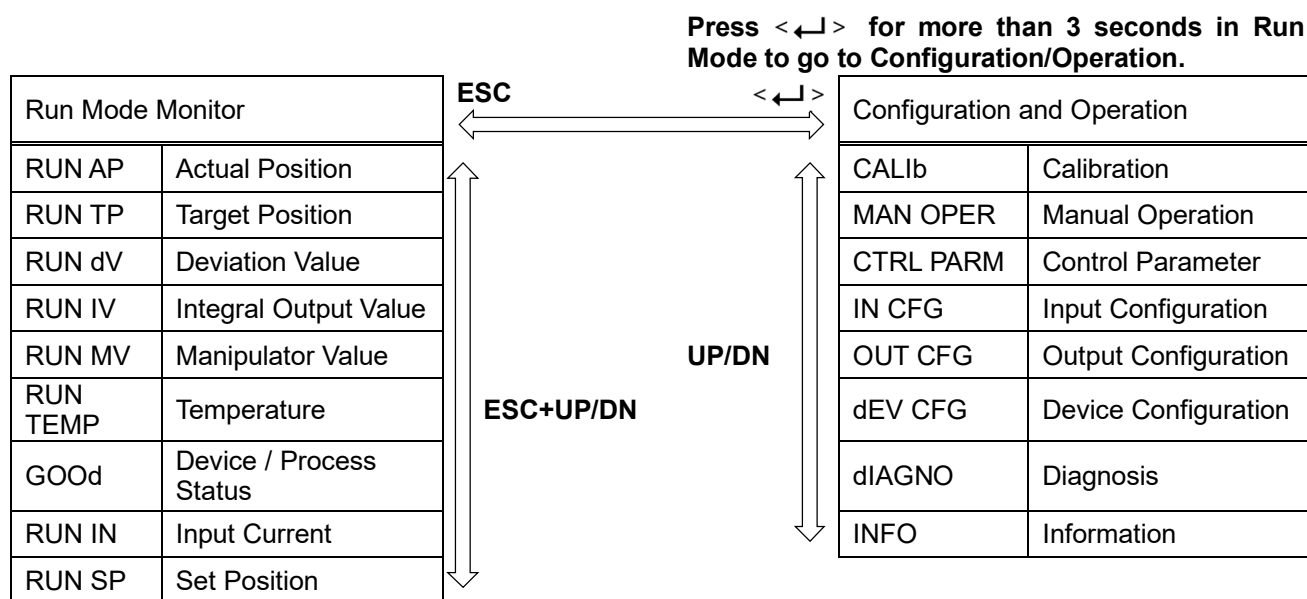 Press <↵> for more than 3 seconds in Run
Mode to go to Configuration/Operation.
ESC
<↵>
Run Mode Monitor
RUN AP Actual Position
RUN TP Target Position
RUN dV Deviation Value
RUN IV Integral Output Value
RUN MV Manipulator Value
RUN
TEMP
Temperature
GOOd
Device / Process
Status
RUN IN Input Current
RUN SP Set Position
ESC+UP/DN
UP/DN
Configuration and Operation
CALIb Calibration
MAN OPER Manual Operation
CTRL PARM Control Parameter
IN CFG Input Configuration
OUT CFG Output Configuration
dEV CFG Device Configuration
dIAGNO Diagnosis
INFO Information